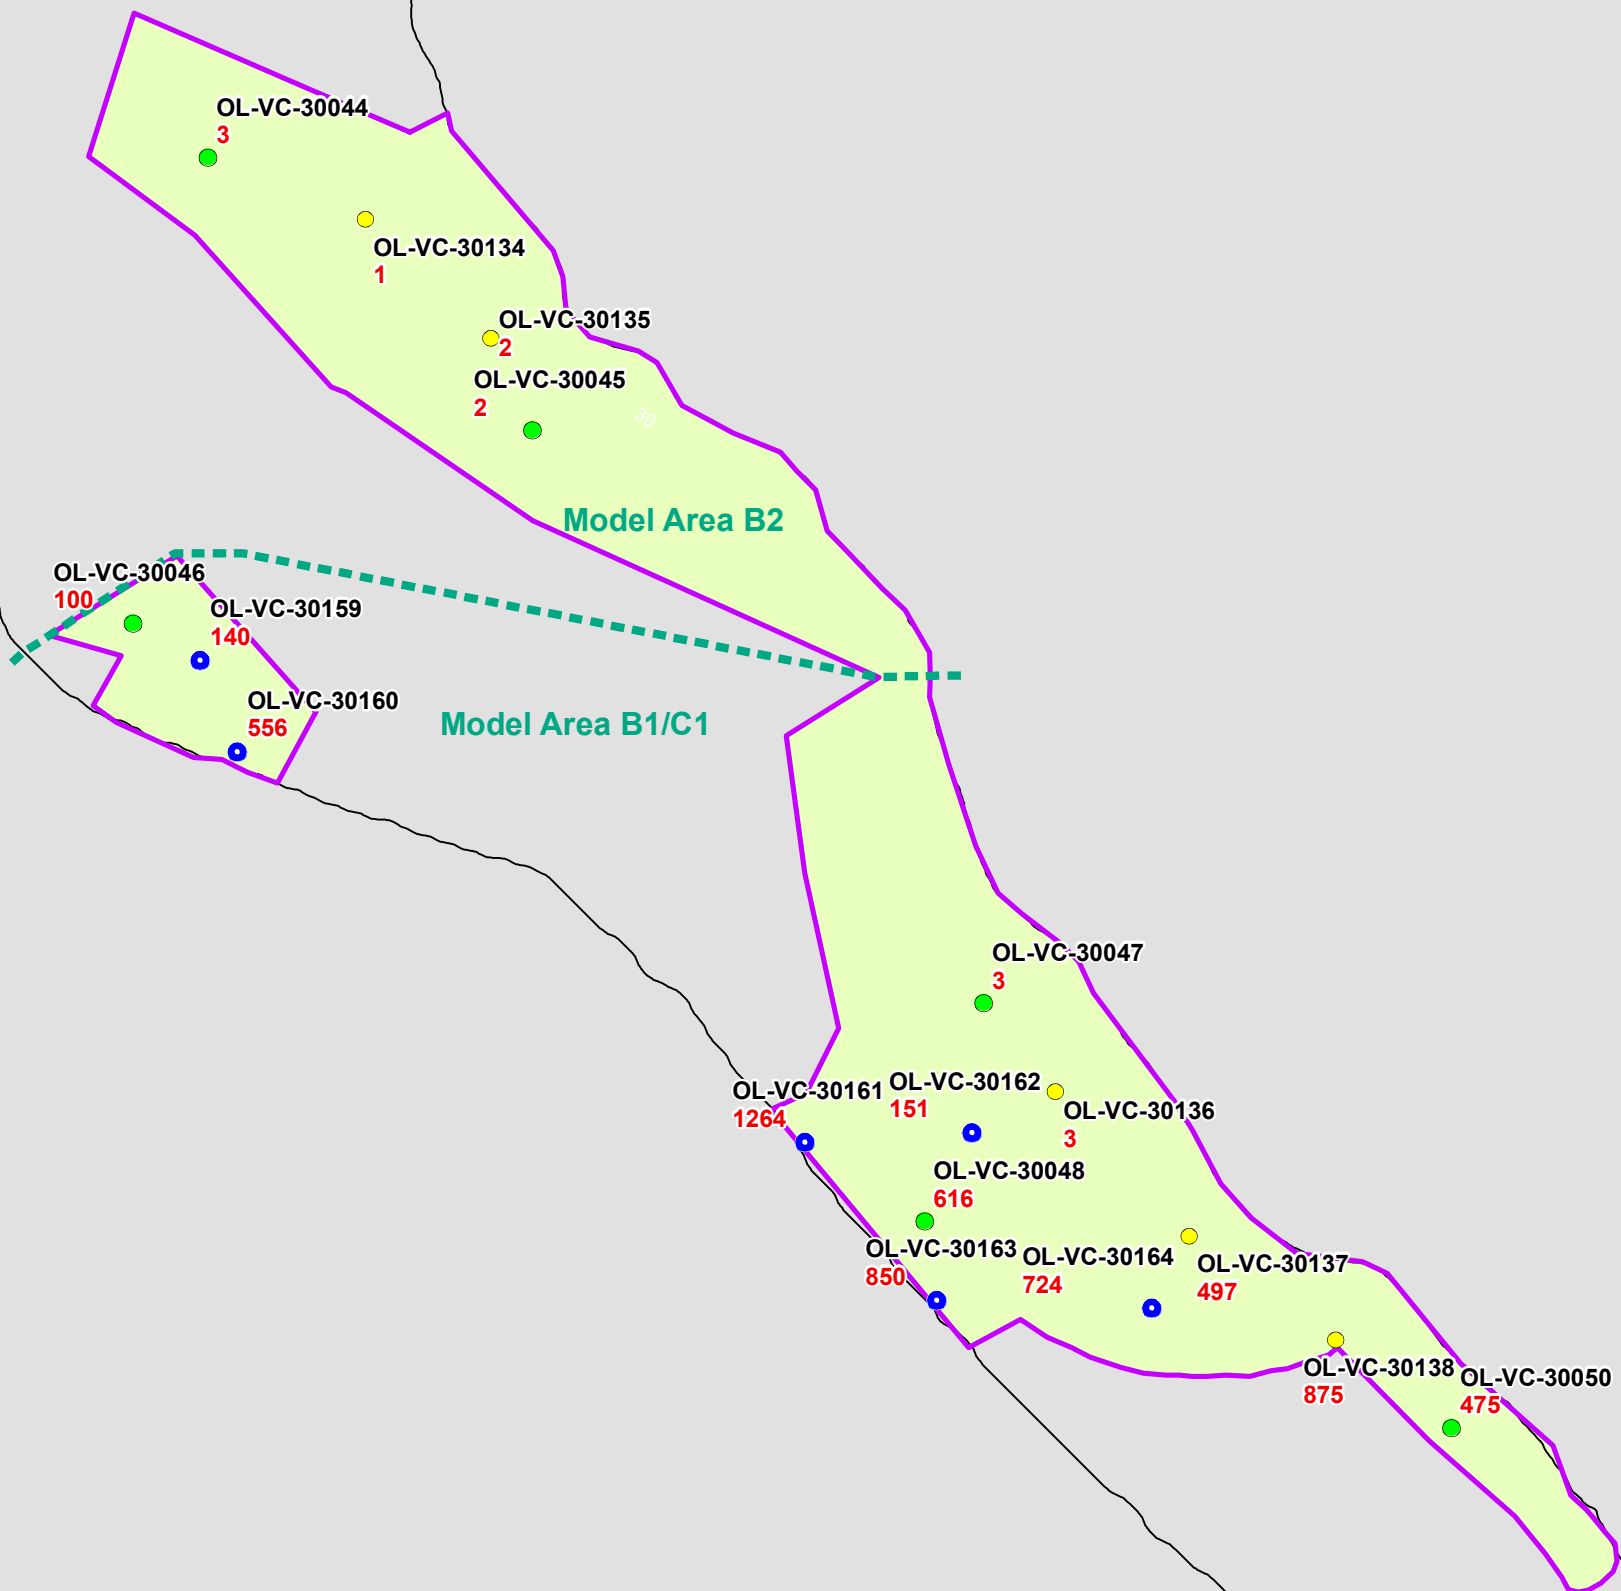 OL-VC-30044
3
OL-VC-30134
1
OL-VC-30135
2
OL-VC-30045
2
30
Model Area B2
OL-VC-30046
100
OL-VC-30159
140
OL-VC-30160
556
Model Area B1/C1
OL-VC-30047
3
OL-VC-30161
1264
OL-VC-30162
151
OL-VC-30136
3
OL-VC-30048
616
OL-VC-30163
850
OL-VC-30164
724
OL-VC-30137
497
OL-VC-30138
875
OL-VC-30050
475